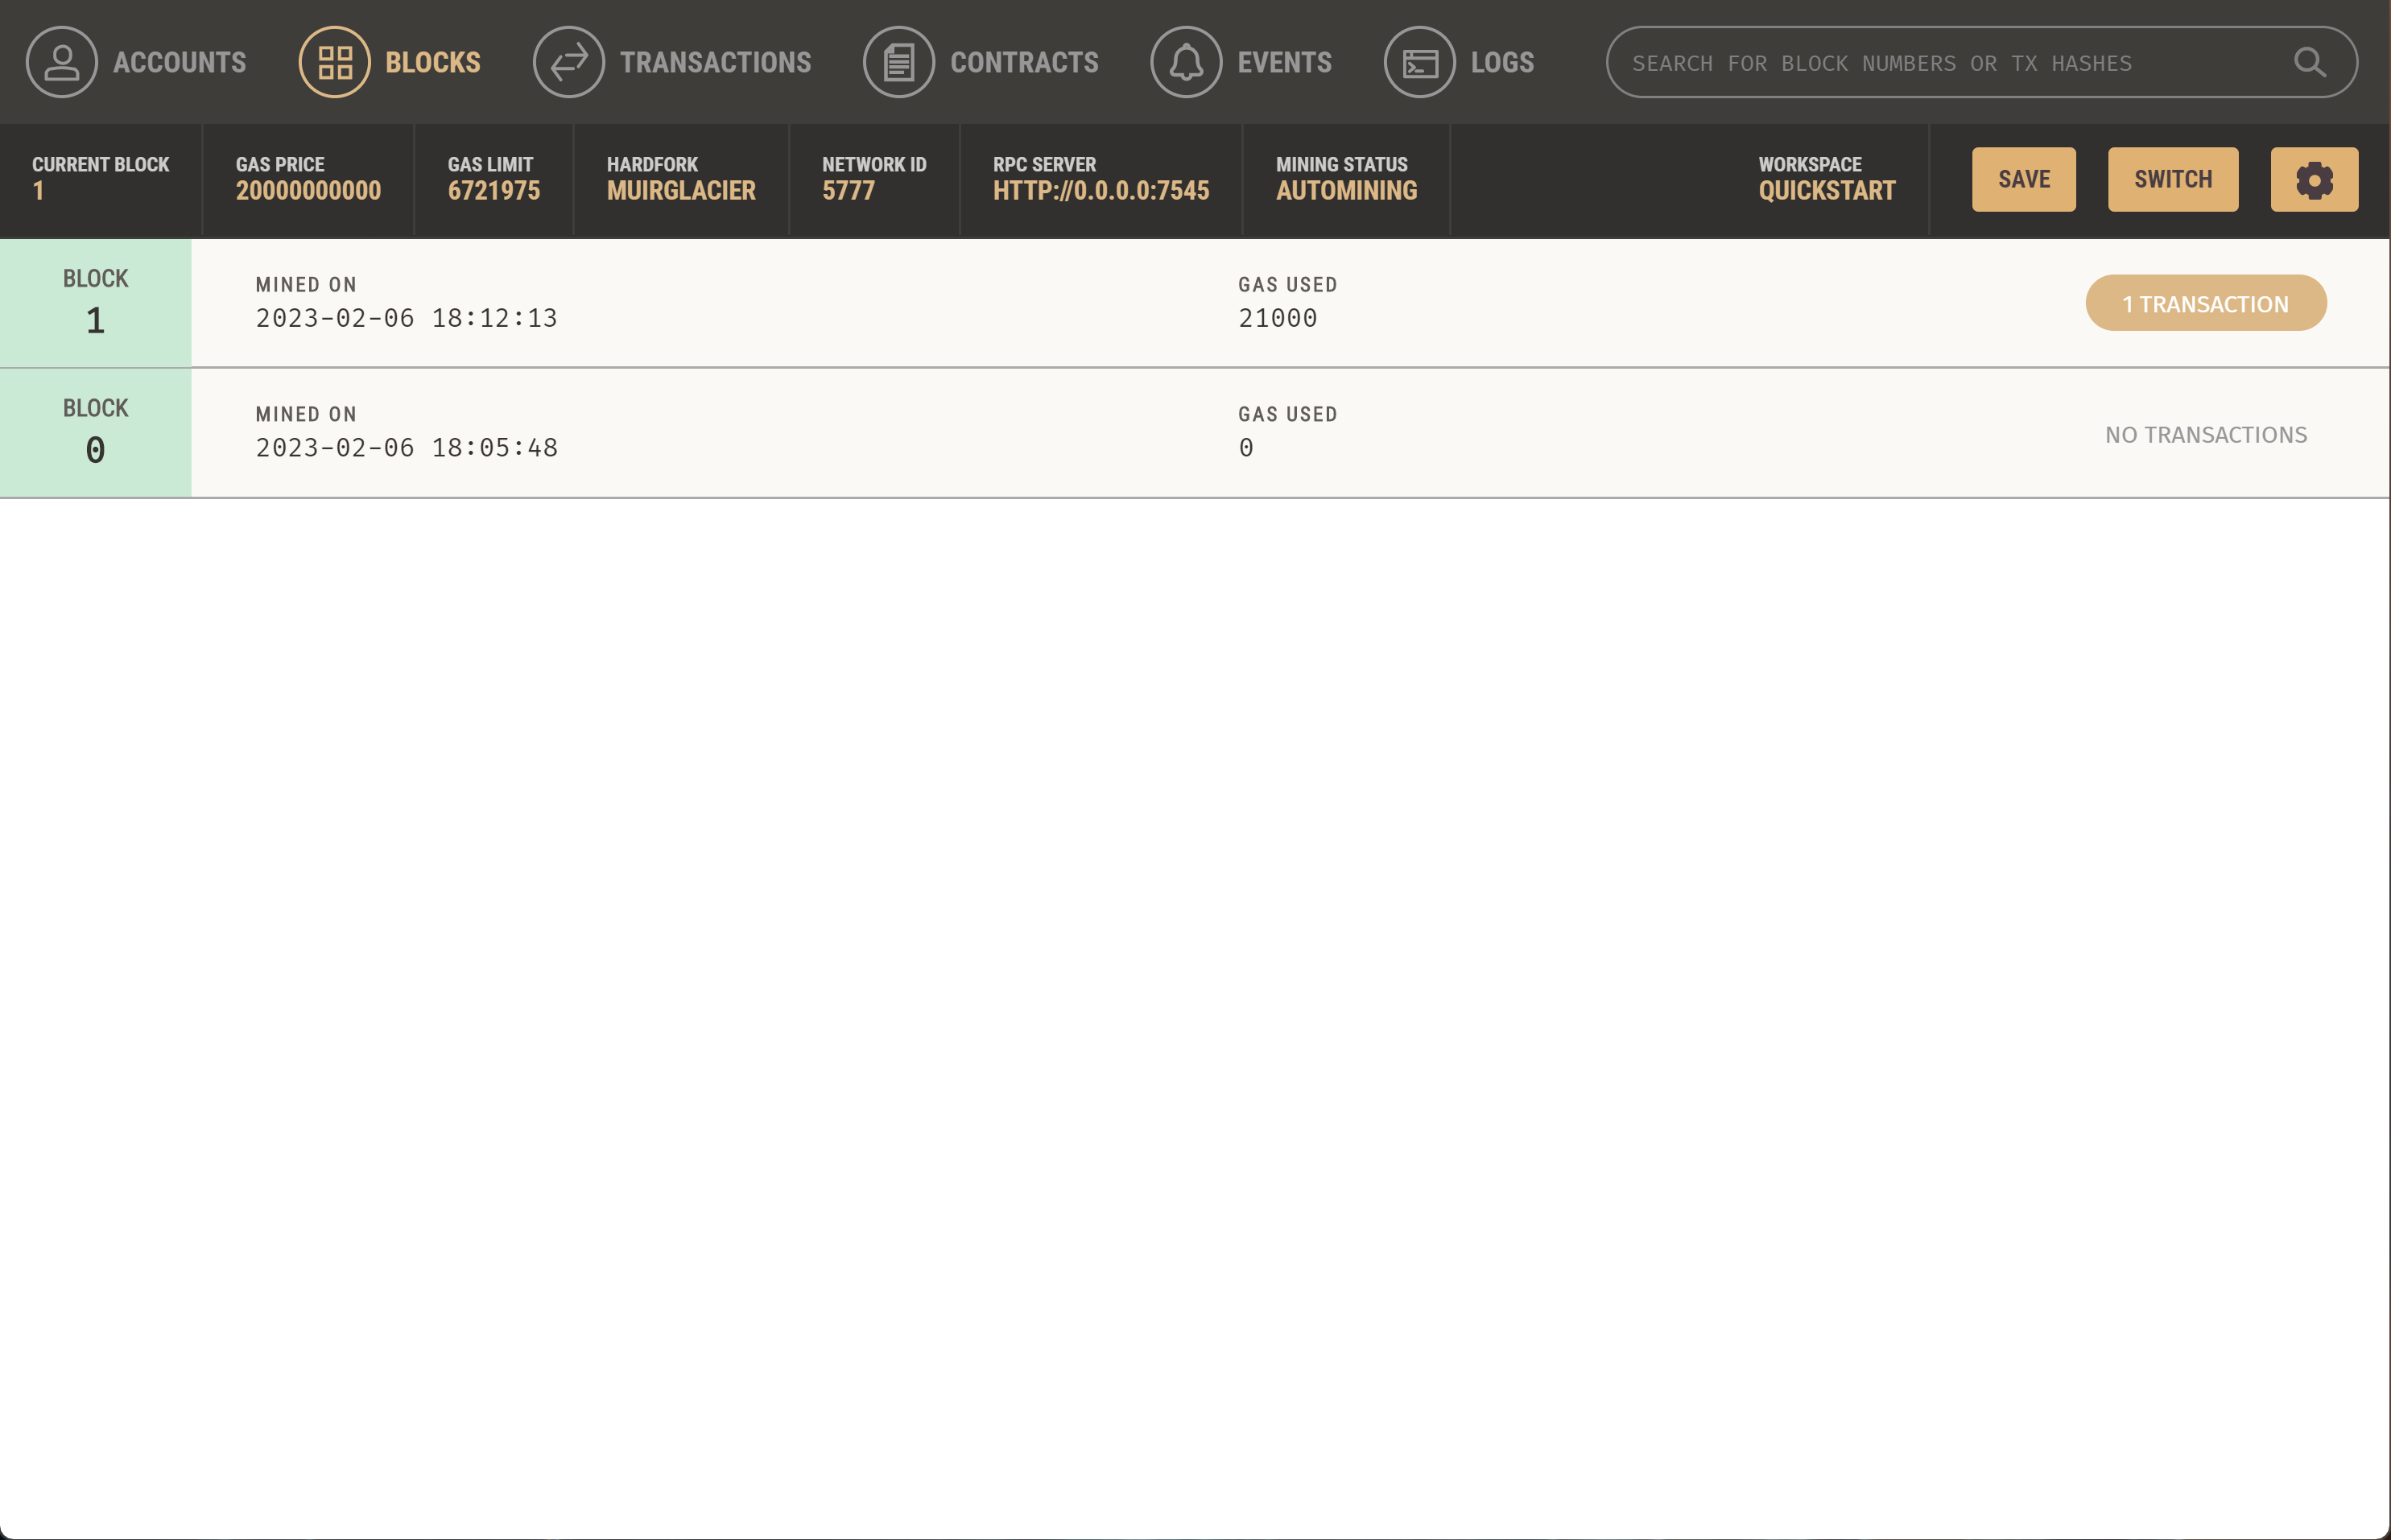 ACCOUNTS BLOCKS TRANSACTIONS CONTRACTS EVENTS LOGS SEARCH FOR BLOCK NUMBERS OR TX HASHES
CURRENT BLOCK GAS PRICE GAS LIMIT HARDFORK NETWORK ID RPC SERVER MINING STATUS WORKSPACE
1 20000000000 6721975 MUIRGLACIER 5777 HTTP://0.0.0.0:7545 AUTOMINING QUICKSTART SAVE SWITCH
BLOCK MINED ON GAS USED
1 2023-02-06 18:12:13 21000 1 TRANSACTION
BLOCK MINED ON GAS USED
0 2023-02-06 18:05:48 0 NO TRANSACTIONS